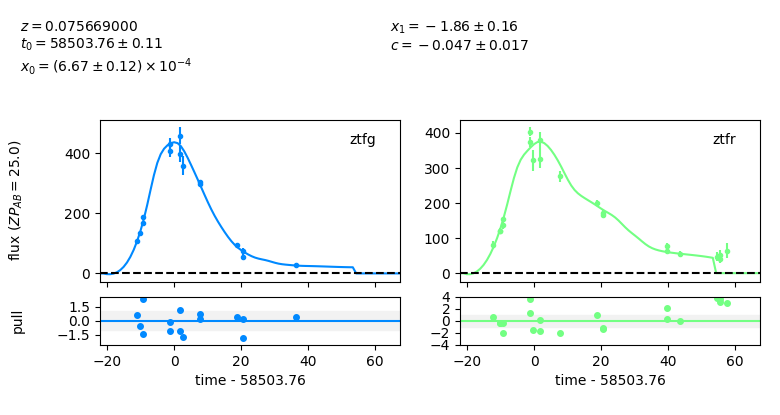 z = 0.075669000
t₀ = 58503.76 ± 0.11
x₀ = (6.67 ± 0.12) × 10⁻⁴
x₁ = −1.86 ± 0.16
c = −0.047 ± 0.017
flux (ZP_AB = 25.0)
ztfg
400
200
0
ztfr
400
300
200
100
0
pull
1.5
0.0
−1.5
−20 0 20 40 60
time - 58503.76
4
2
0
−2
−4
−20 0 20 40 60
time - 58503.76